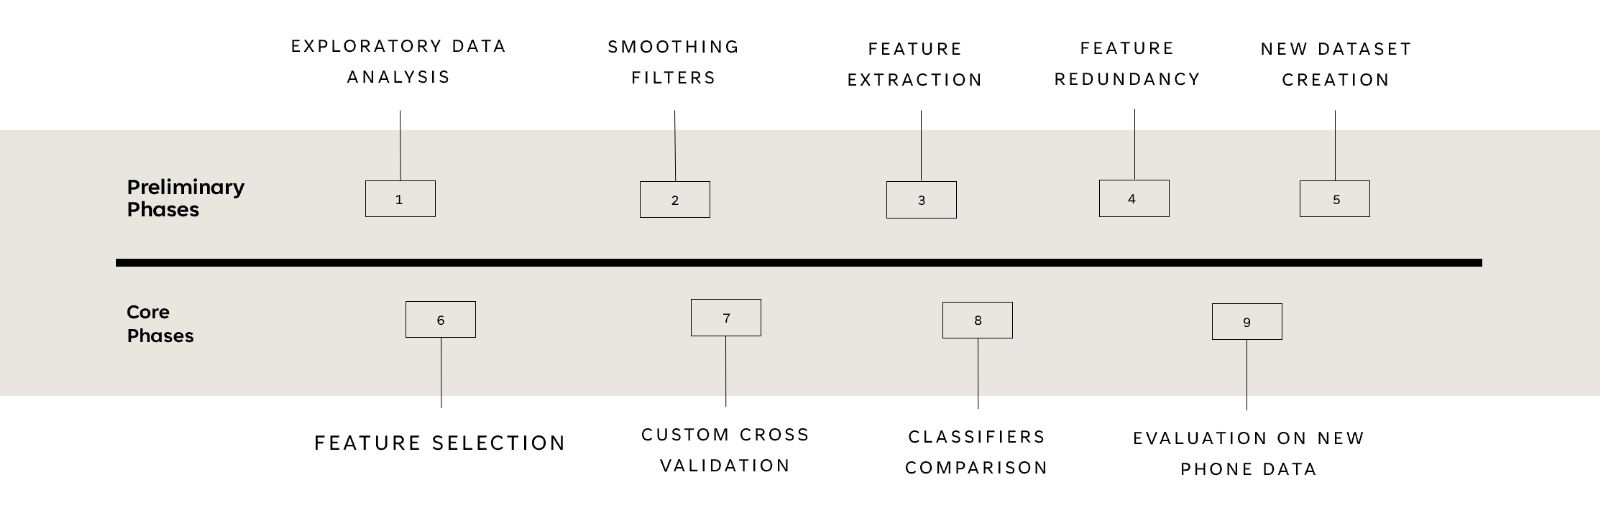 EXPLORATORY DATA
ANALYSIS
SMOOTHING
FILTERS
FEATURE
EXTRACTION
FEATURE
REDUNDANCY
NEW DATASET
CREATION
Preliminary
Phases
1
2
3
4
5
Core
Phases
6
7
8
9
FEATURE SELECTION
CUSTOM CROSS
VALIDATION
CLASSIFIERS
COMPARISON
EVALUATION ON NEW
PHONE DATA